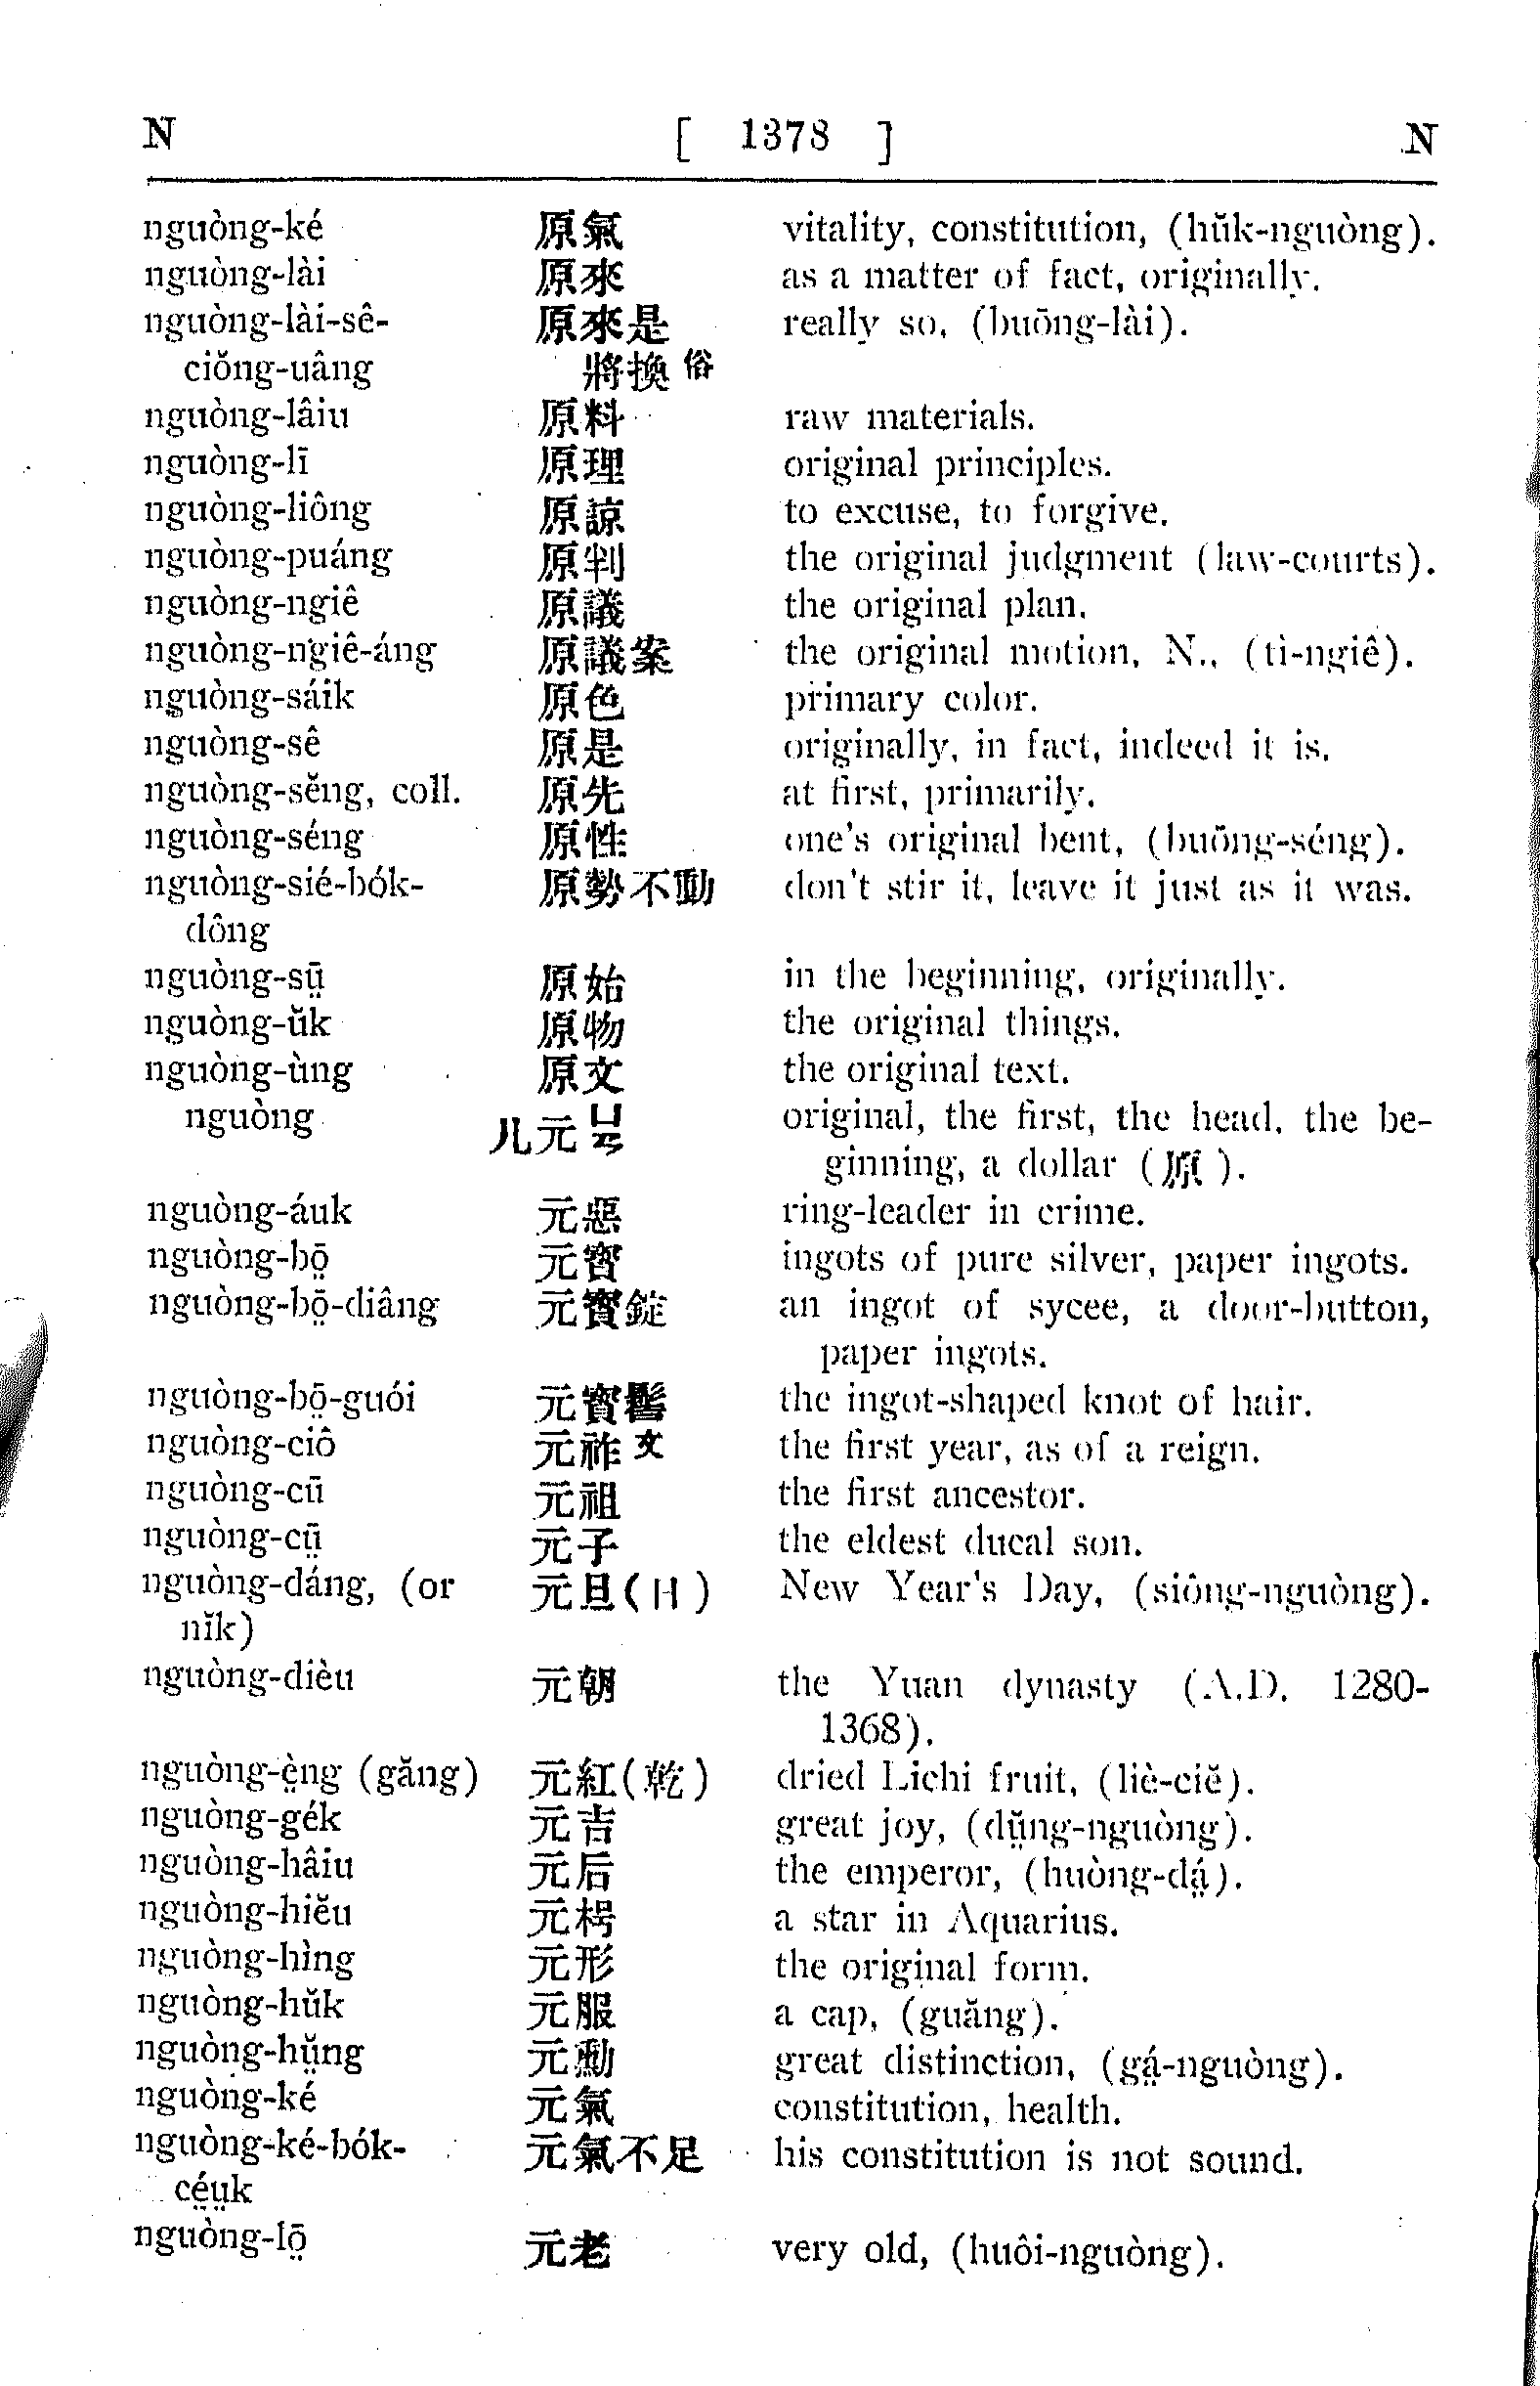 N [ 1378 ] N
nguòng-ké 原氣 vitality, constitution, (hŭk-nguòng).
nguòng-lài 原來 as a matter of fact, originally.
nguòng-lài-sê- 原來是 really so, (buōng-lài).
ciŏng-uâng 將換俗
nguòng-lâiu 原料 raw materials.
nguòng-lī 原理 original principles.
nguòng-liông 原諒 to excuse, to forgive.
nguòng-puáng 原判 the original judgment (law-courts).
nguòng-ngiê 原議 the original plan.
nguòng-ngiê-áng 原議案 the original motion, N., (tì-ngiê).
nguòng-sáik 原色 primary color.
nguòng-sê 原是 originally, in fact, indeed it is.
nguòng-sĕng, coll. 原先 at first, primarily.
nguòng-séng 原性 one's original bent, (buōng-séng).
nguòng-sié-bók- 原勢不動 don't stir it, leave it just as it was.
dông
nguòng-sṳ̄ 原始 in the beginning, originally.
nguòng-ŭk 原物 the original things.
nguòng-ùng 原文 the original text.
nguòng 儿元 original, the first, the head, the be-
ginning, a dollar (原).
nguòng-áuk 元惡 ring-leader in crime.
nguòng-bō̤ 元寳 ingots of pure silver, paper ingots.
nguòng-bō̤-diâng 元寳錠 an ingot of sycee, a door-button,
paper ingots.
nguòng-bō̤-guói 元寳髻 the ingot-shaped knot of hair.
nguòng-ciô 元祚文 the first year, as of a reign.
nguòng-cū 元祖 the first ancestor.
nguòng-cṳ̄ 元子 the eldest ducal son.
nguòng-dáng, (or 元旦(日) New Year's Day, (siông-nguòng).
nĭk)
nguòng-dièu 元朝 the Yuan dynasty (A.D. 1280-
1368).
nguòng-è̤ng (găng) 元紅(乾) dried Lichi fruit, (liè-ciĕ).
nguòng-gék 元吉 great joy, (dṳ̆ng-nguòng).
nguòng-hâiu 元后 the emperor, (huòng-dá̤).
nguòng-hiĕu 元枵 a star in Aquarius.
nguòng-hìng 元形 the original form.
nguòng-hŭk 元服 a cap, (guăng).
nguòng-hṳ̆ng 元勳 great distinction, (gá̤-nguòng).
nguòng-ké 元氣 constitution, health.
nguòng-ké-bók- 元氣不足 his constitution is not sound.
cé̤ṳk
nguòng-lō̤ 元老 very old, (huôi-nguòng).